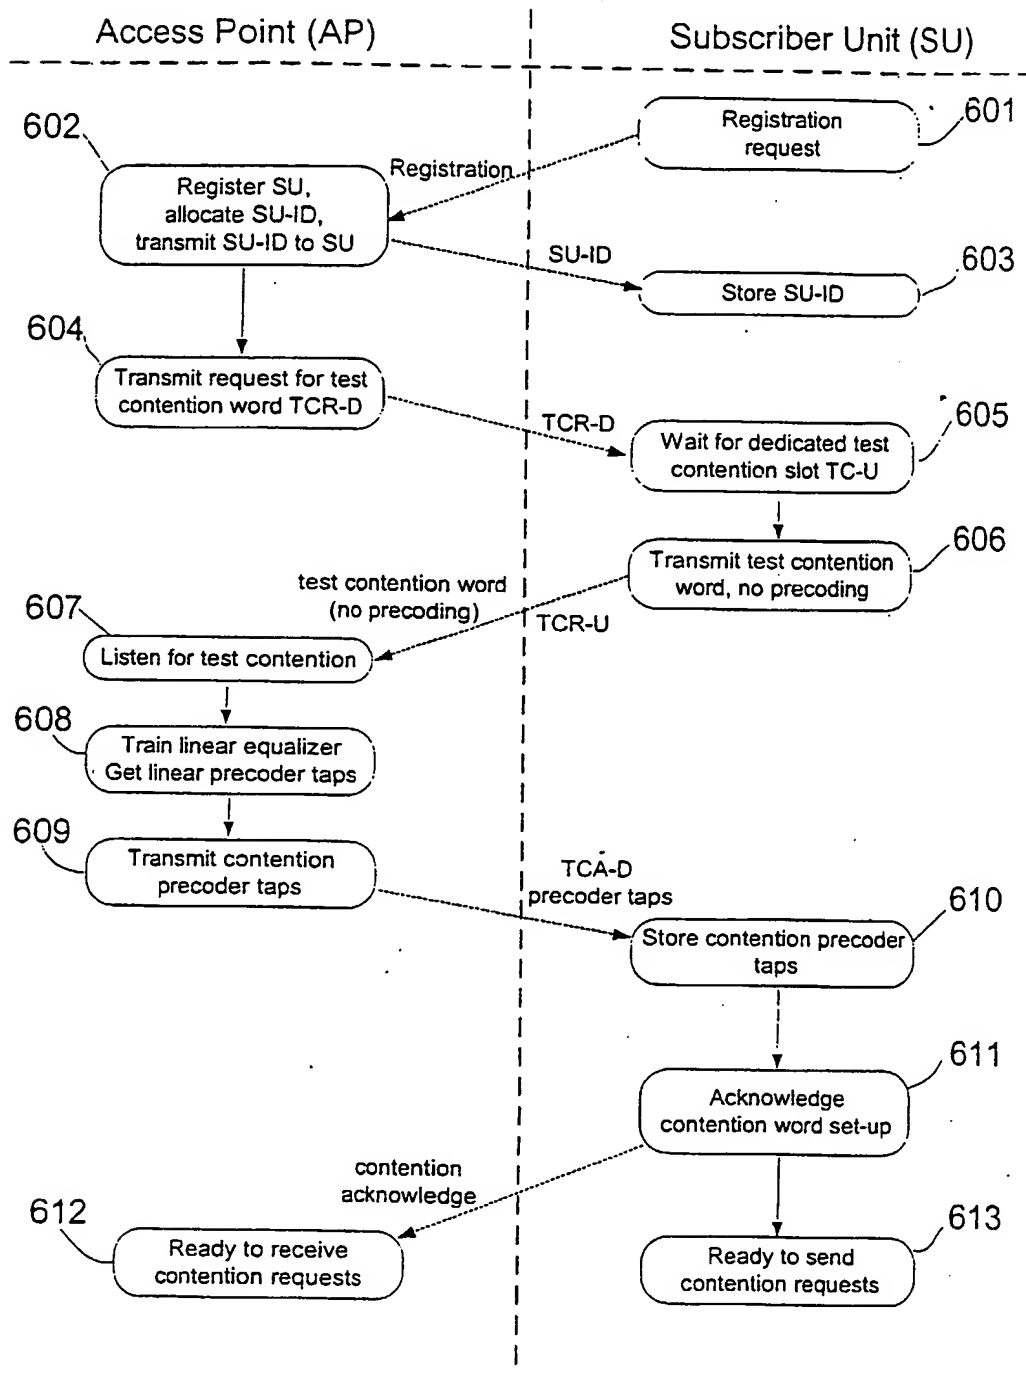 Access Point (AP)
Subscriber Unit (SU)
601
Registration
request
602
Registration
Register SU,
allocate SU-ID,
transmit SU-ID to SU
SU-ID
603
Store SU-ID
604
Transmit request for test
contention word TCR-D
TCR-D
605
Wait for dedicated test
contention slot TC-U
606
Transmit test contention
word, no precoding
test contention word
(no precoding)
TCR-U
607
Listen for test contention
608
Train linear equalizer
Get linear precoder taps
609
Transmit contention
precoder taps
TCA-D
precoder taps
610
Store contention precoder
taps
611
Acknowledge
contention word set-up
contention
acknowledge
612
Ready to receive
contention requests
613
Ready to send
contention requests